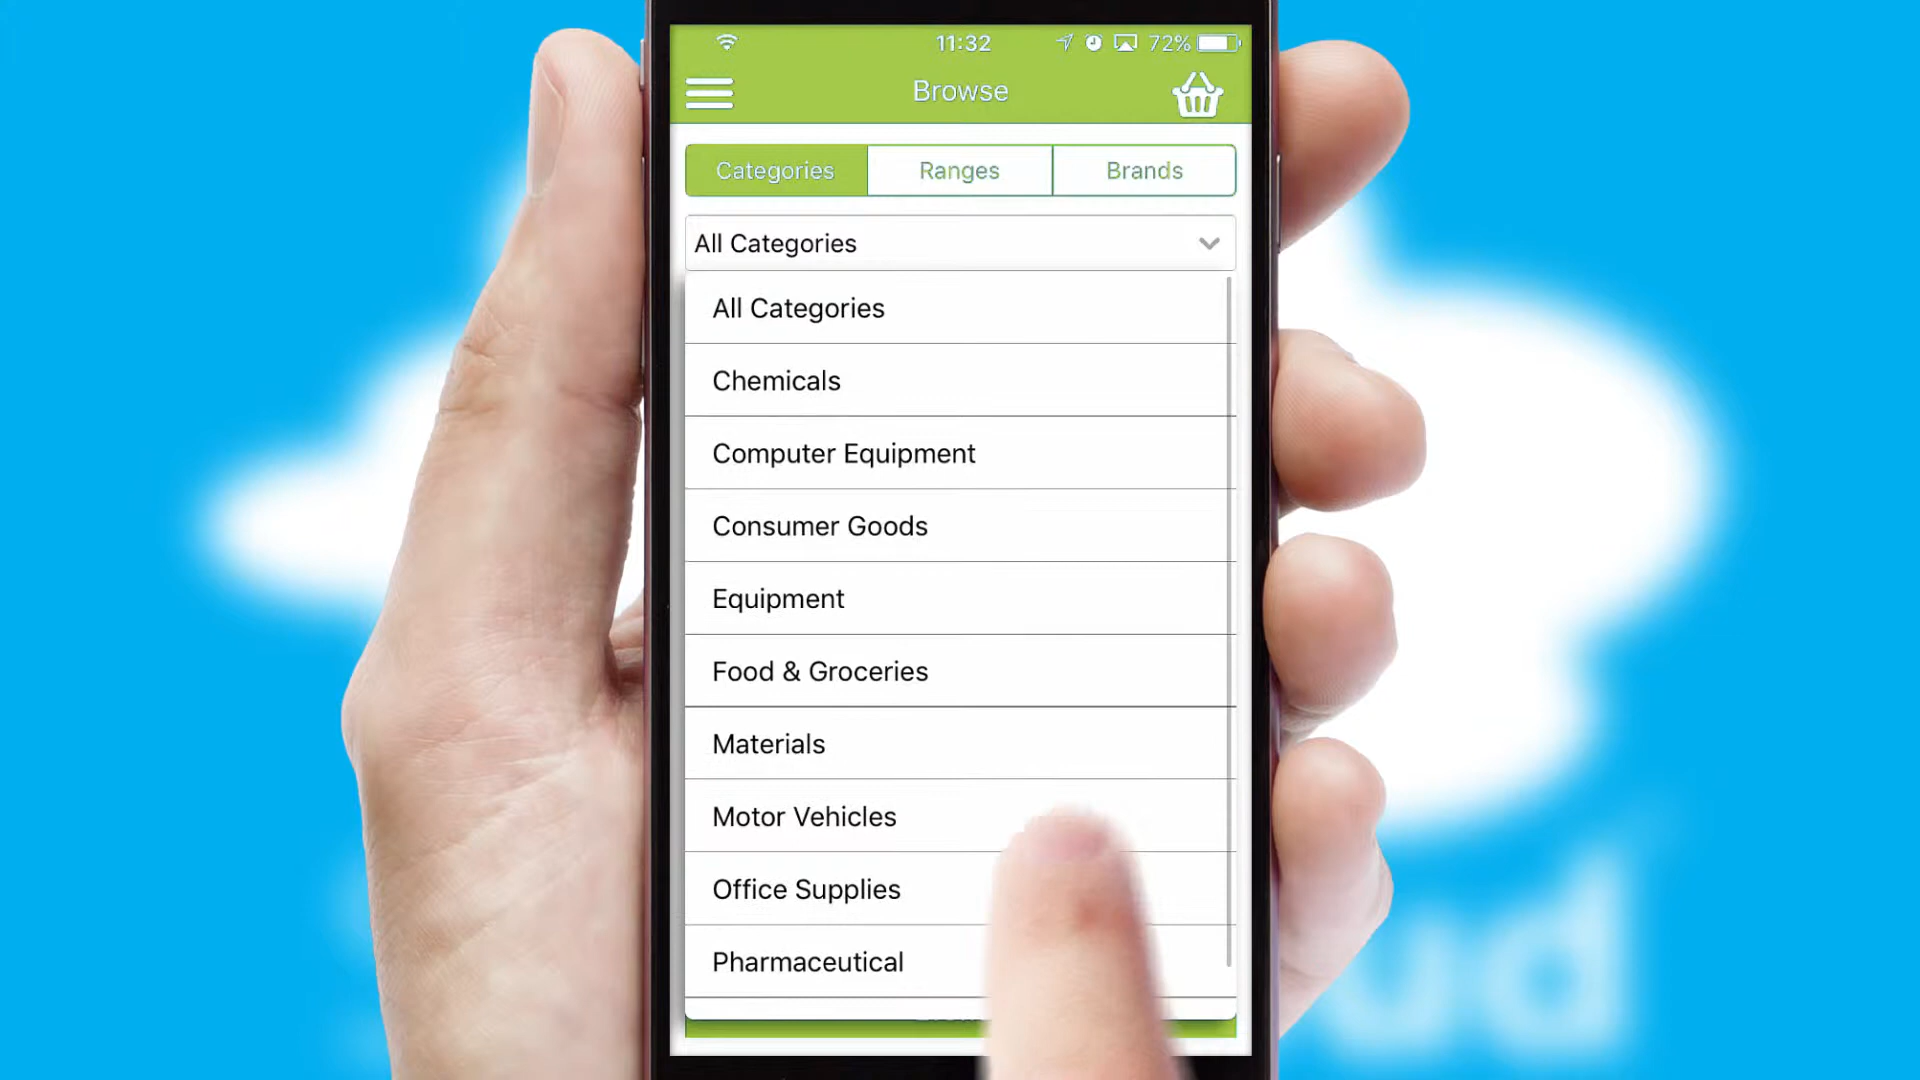 11:32
72%
Browse
Categories
Ranges
Brands
All Categories
All Categories
Chemicals
Computer Equipment
Consumer Goods
Equipment
Food & Groceries
Materials
Motor Vehicles
Office Supplies
Pharmaceutical